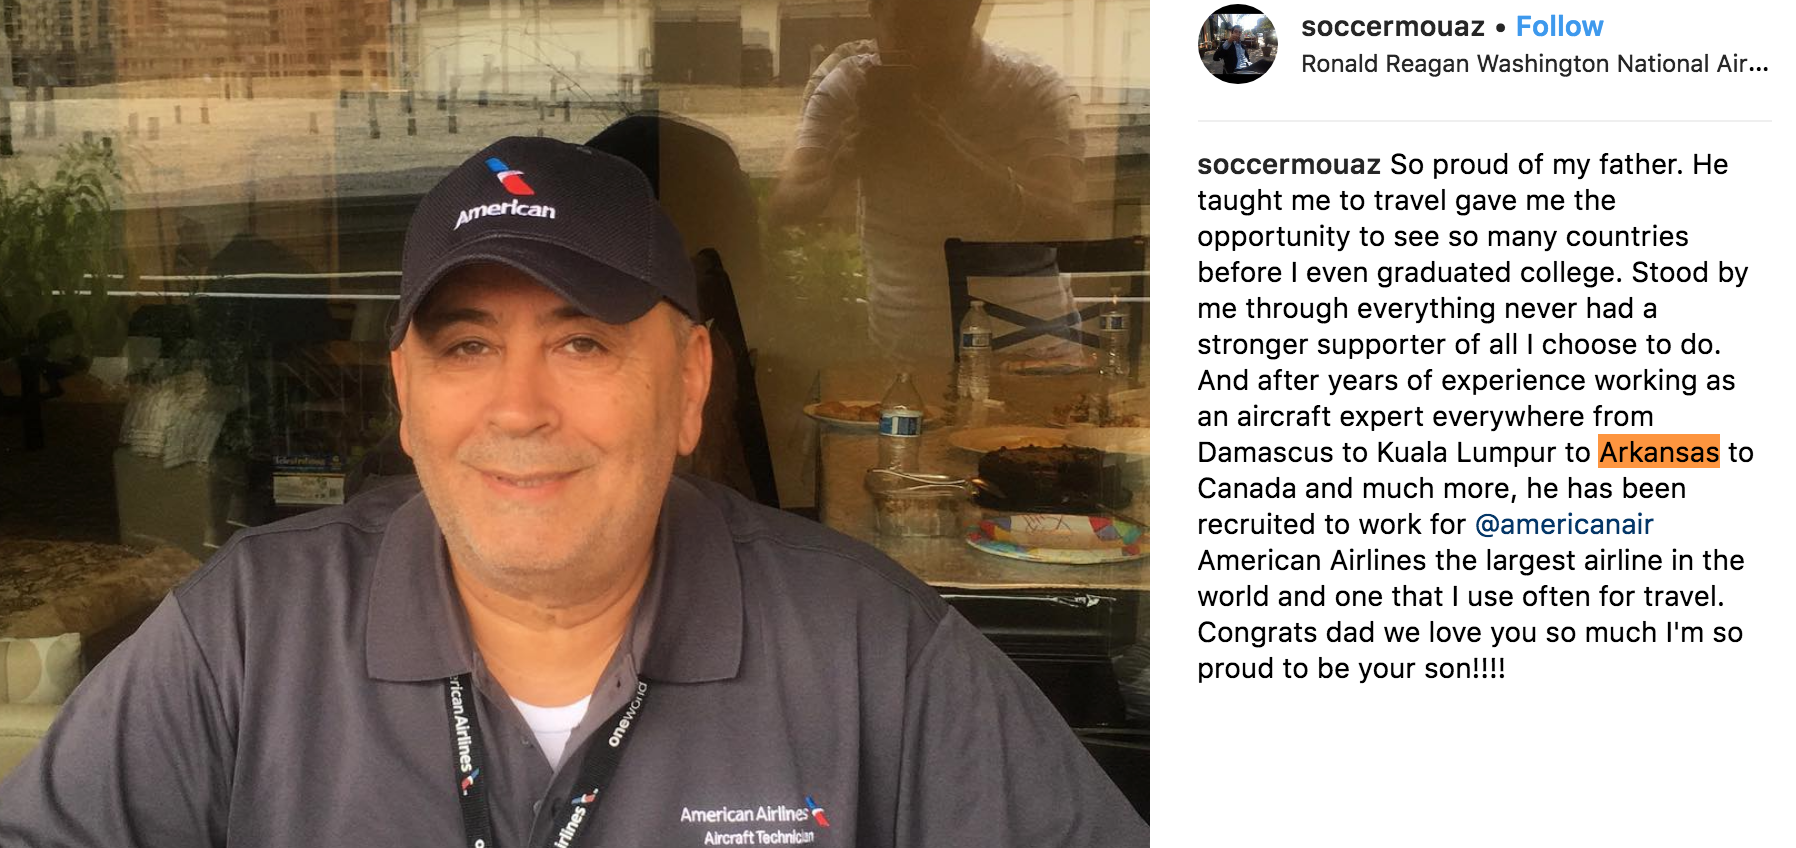 soccermouaz • Follow
Ronald Reagan Washington National Air...
soccermouaz So proud of my father. He
taught me to travel gave me the
opportunity to see so many countries
before I even graduated college. Stood by
me through everything never had a
stronger supporter of all I choose to do.
And after years of experience working as
an aircraft expert everywhere from
Damascus to Kuala Lumpur to Arkansas to
Canada and much more, he has been
recruited to work for @americanair
American Airlines the largest airline in the
world and one that I use often for travel.
Congrats dad we love you so much I'm so
proud to be your son!!!!
American
rican Airlines
oneworld
rlines
American Airlines
Aircraft Technician